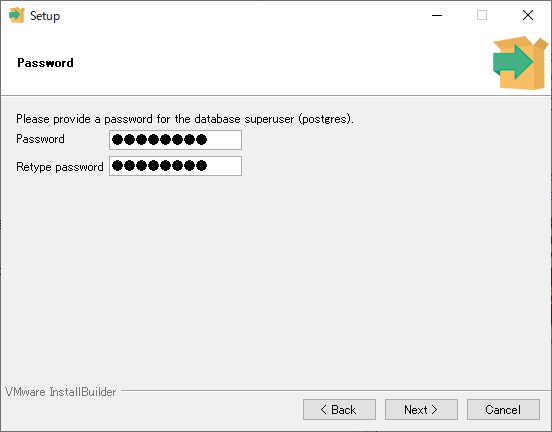 Setup
Password
Please provide a password for the database superuser (postgres).
Password ●●●●●●●●
Retype password ●●●●●●●●
VMware InstallBuilder
< Back Next > Cancel